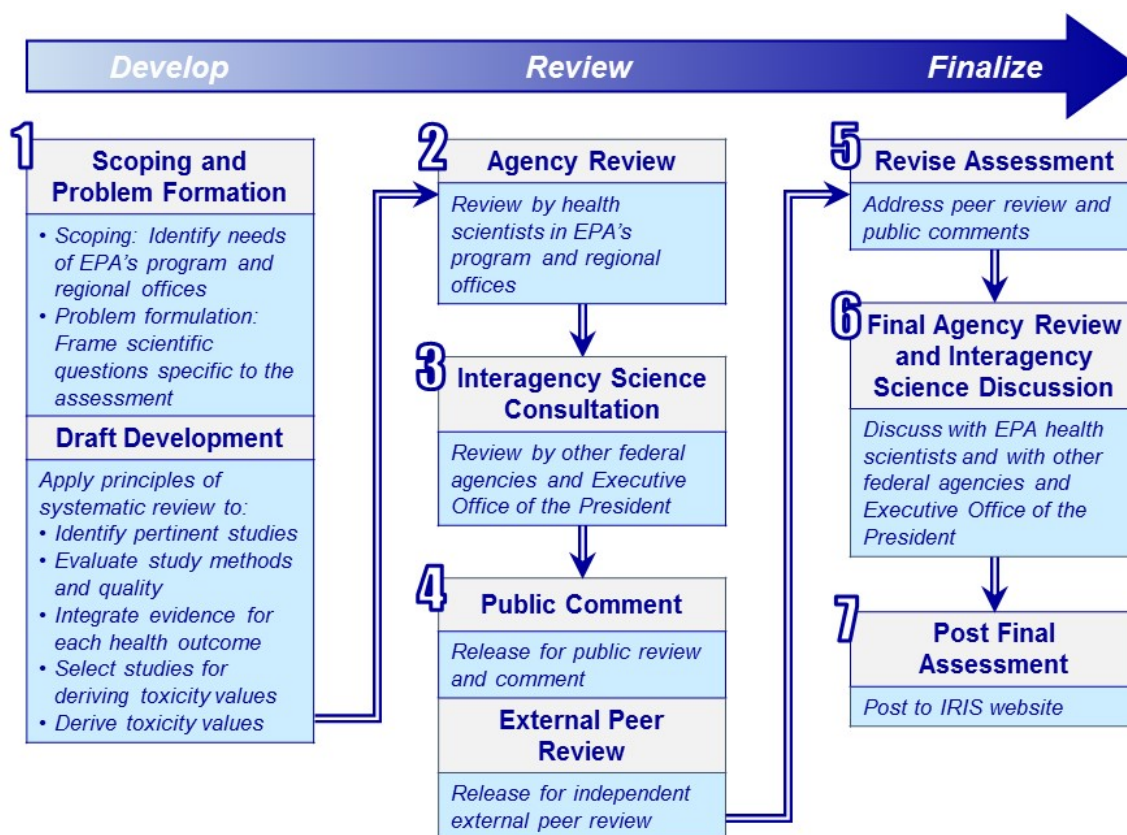 Develop
Review
Finalize
1
Scoping and
Problem Formation
• Scoping: Identify needs
of EPA's program and
regional offices
• Problem formulation:
Frame scientific
questions specific to the
assessment
Draft Development
Apply principles of
systematic review to:
• Identify pertinent studies
• Evaluate study methods
and quality
• Integrate evidence for
each health outcome
• Select studies for
deriving toxicity values
• Derive toxicity values
2
Agency Review
Review by health
scientists in EPA's
program and regional
offices
3
Interagency Science
Consultation
Review by other federal
agencies and Executive
Office of the President
4
Public Comment
Release for public review
and comment
External Peer
Review
Release for independent
external peer review
5
Revise Assessment
Address peer review and
public comments
6
Final Agency Review
and Interagency
Science Discussion
Discuss with EPA health
scientists and with other
federal agencies and
Executive Office of the
President
7
Post Final
Assessment
Post to IRIS website